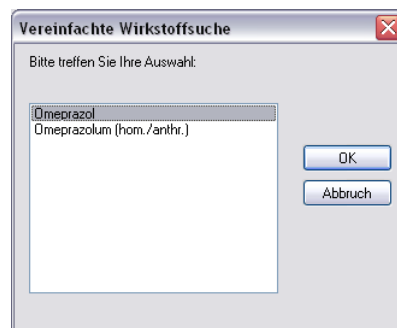 Vereinfachte Wirkstoffsuche
Bitte treffen Sie Ihre Auswahl:
Omeprazol
Omeprazolum (hom./anthr.)
OK
Abbruch